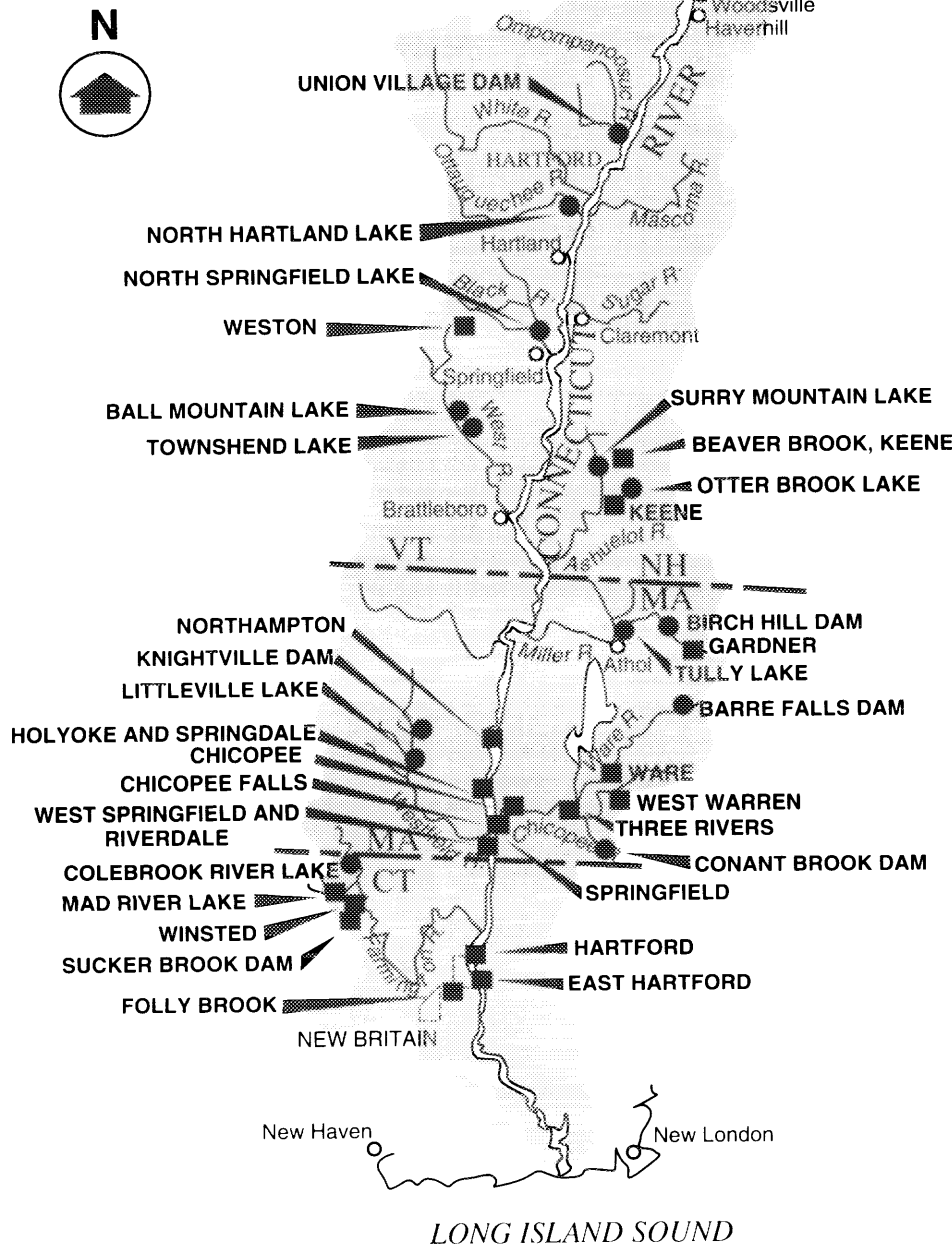 N
Woodsville
Haverhill
Ompompanoosic R.
UNION VILLAGE DAM
White R.
RIVER
HARTFORD
Mascoma R.
NORTH HARTLAND LAKE
Hartland
NORTH SPRINGFIELD LAKE
Black R.
Sugar R.
WESTON
Claremont
Springfield
CONNECTICUT
SURRY MOUNTAIN LAKE
BALL MOUNTAIN LAKE
West R.
TOWNSHEND LAKE
BEAVER BROOK, KEENE
OTTER BROOK LAKE
Brattleboro
KEENE
Ashuelot R.
VT
NH
MA
NORTHAMPTON
BIRCH HILL DAM
GARDNER
Miller R.
Athol
TULLY LAKE
KNIGHTVILLE DAM
LITTLEVILLE LAKE
BARRE FALLS DAM
HOLYOKE AND SPRINGDALE
Ware R.
CHICOPEE
WARE
CHICOPEE FALLS
WEST WARREN
WEST SPRINGFIELD AND
RIVERDALE
THREE RIVERS
Chicopee
MA
CONANT BROOK DAM
COLEBROOK RIVER LAKE
CT
SPRINGFIELD
MAD RIVER LAKE
WINSTED
SUCKER BROOK DAM
HARTFORD
EAST HARTFORD
FOLLY BROOK
NEW BRITAIN
New Haven
New London
LONG ISLAND SOUND